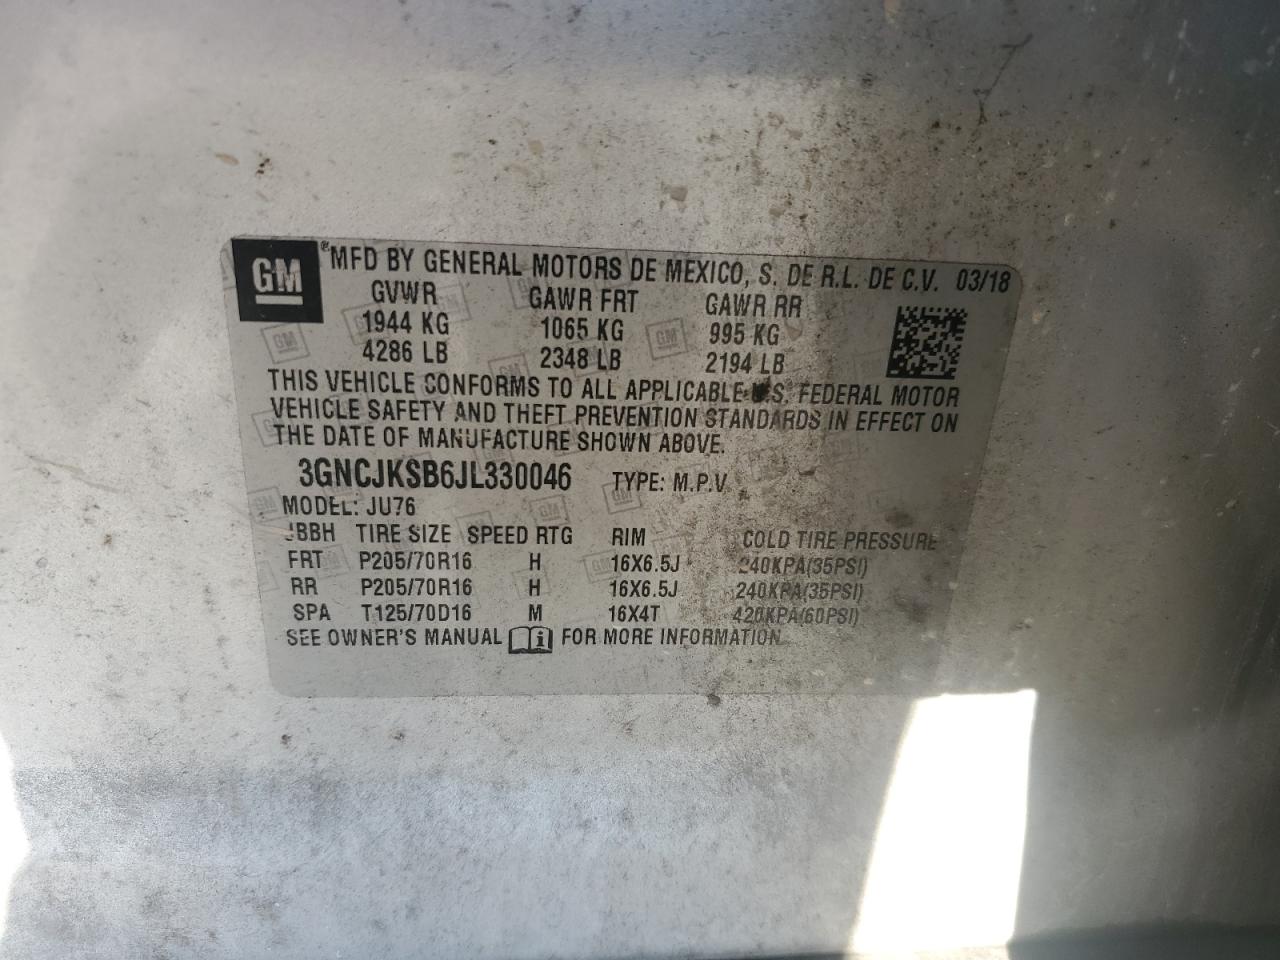 GM
®MFD BY GENERAL MOTORS DE MEXICO, S. DE R.L. DE C.V. 03/18
GVWR GAWR FRT GAWR RR
1944 KG 1065 KG 995 KG
4286 LB 2348 LB 2194 LB
THIS VEHICLE CONFORMS TO ALL APPLICABLE U.S. FEDERAL MOTOR
VEHICLE SAFETY AND THEFT PREVENTION STANDARDS IN EFFECT ON
THE DATE OF MANUFACTURE SHOWN ABOVE.
3GNCJKSB6JL330046 TYPE: M.P.V
MODEL: JU76
BBH TIRE SIZE SPEED RTG RIM COLD TIRE PRESSURE
FRT P205/70R16 H 16X6.5J 240KPA(35PSI)
RR P205/70R16 H 16X6.5J 240KPA(35PSI)
SPA T125/70D16 M 16X4T 420KPA(60PSI)
SEE OWNER'S MANUAL FOR MORE INFORMATION.